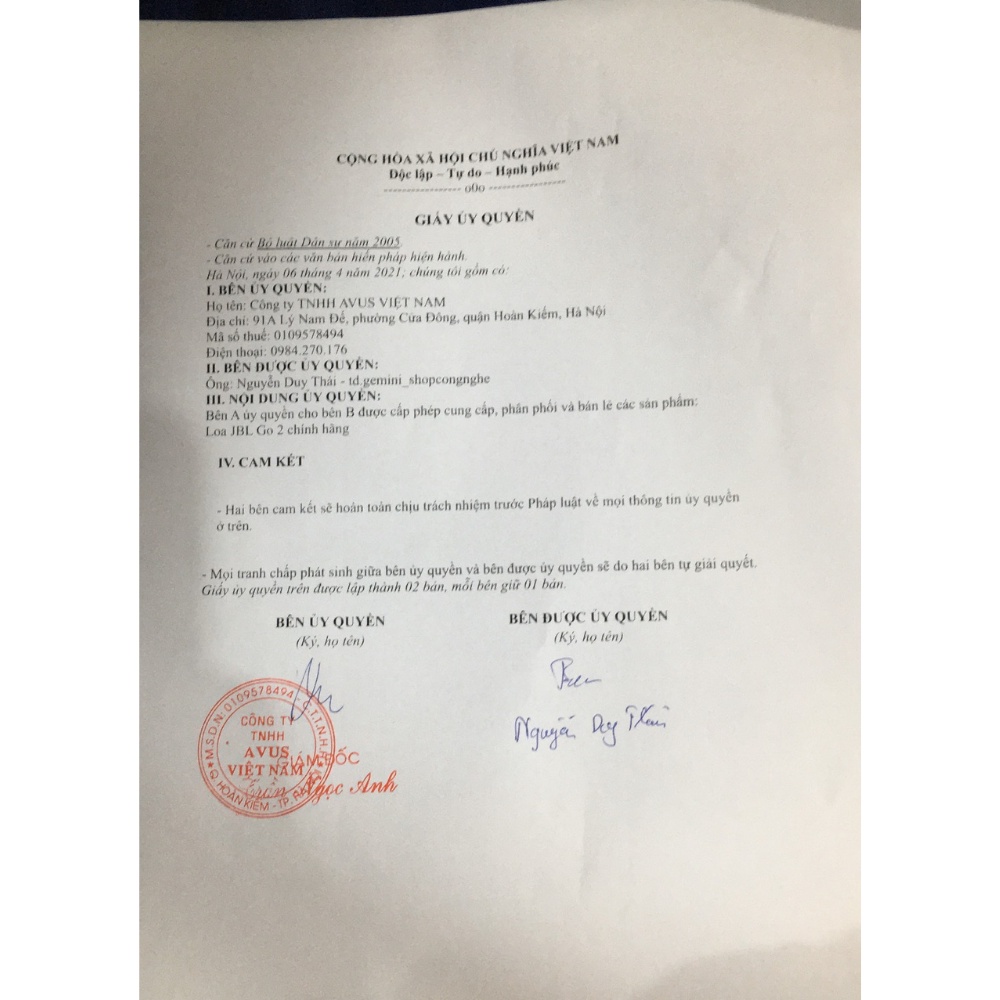 CỘNG HÒA XÃ HỘI CHỦ NGHĨA VIỆT NAM
Độc lập – Tự do – Hạnh phúc
----------------- o0o -----------------
GIẤY ỦY QUYỀN
- Căn cứ Bộ luật Dân sự năm 2005.
- Căn cứ vào các văn bản hiến pháp hiện hành.
Hà Nội, ngày 06 tháng 4 năm 2021; chúng tôi gồm có:
I. BÊN ỦY QUYỀN:
Họ tên: Công ty TNHH AVUS VIỆT NAM
Địa chỉ: 91A Lý Nam Đế, phường Cửa Đông, quận Hoàn Kiếm, Hà Nội
Mã số thuế: 0109578494
Điện thoại: 0984.270.176
II. BÊN ĐƯỢC ỦY QUYỀN:
Ông: Nguyễn Duy Thái - td.gemini_shopcongnghe
III. NỘI DUNG ỦY QUYỀN:
Bên A ủy quyền cho bên B được cấp phép cung cấp, phân phối và bán lẻ các sản phẩm:
Loa JBL Go 2 chính hãng
IV. CAM KẾT
- Hai bên cam kết sẽ hoàn toàn chịu trách nhiệm trước Pháp luật về mọi thông tin ủy quyền
ở trên.
- Mọi tranh chấp phát sinh giữa bên ủy quyền và bên được ủy quyền sẽ do hai bên tự giải quyết.
Giấy ủy quyền trên được lập thành 02 bản, mỗi bên giữ 01 bản.
BÊN ỦY QUYỀN
BÊN ĐƯỢC ỦY QUYỀN
(Ký, họ tên)
(Ký, họ tên)
M.S.D.N: 0109578494 - C.T.T.N.H.H
CÔNG TY
TNHH
AVUS
VIỆT NAM
Q. HOÀN KIẾM - TP.
GIÁM ĐỐC
Trần Ngọc Anh
Nguyễn Duy Thái